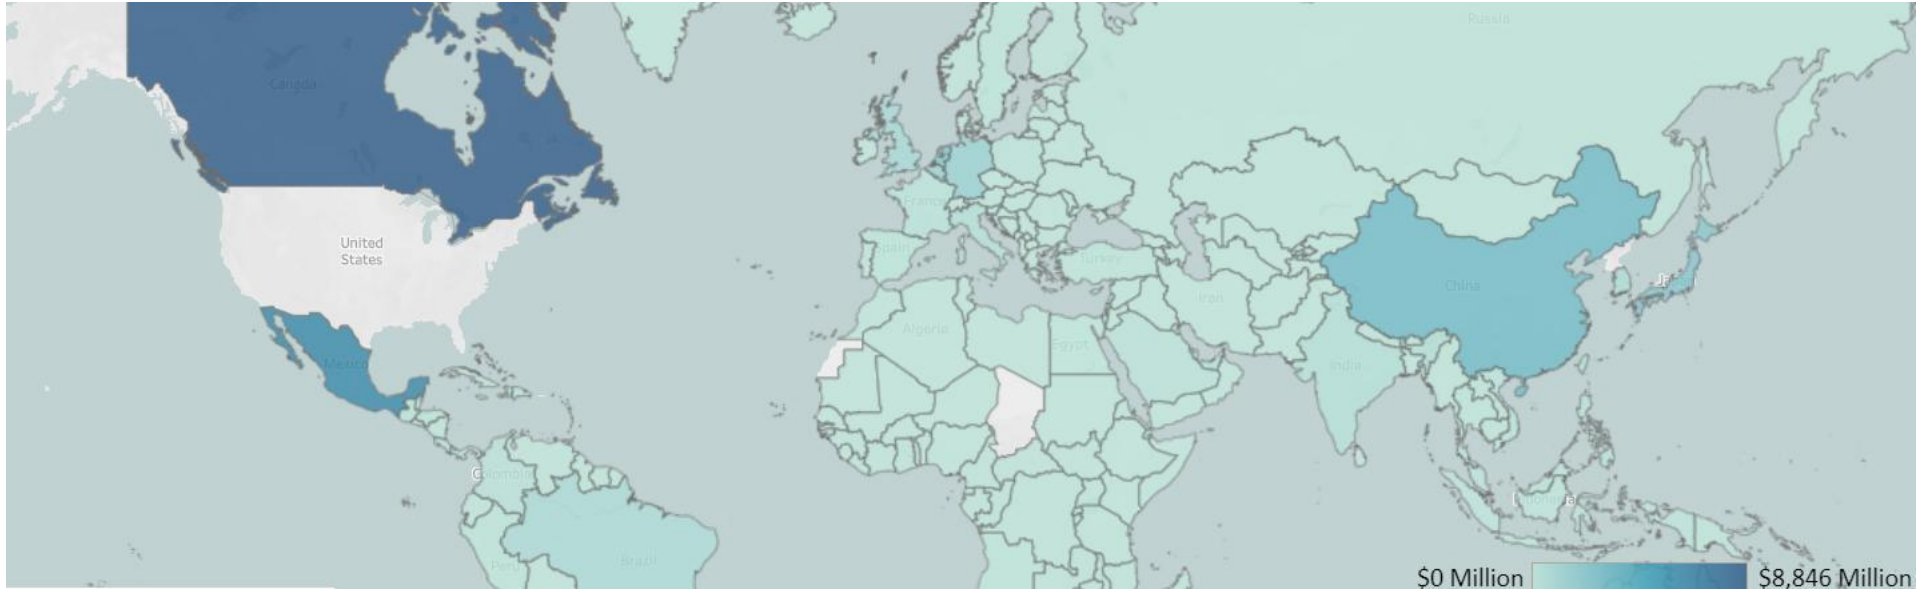 Russia
Canada
France
United
States
Spain
Turkey
China
Iran
Algeria
Egypt
Mexico
India
Colombia
Peru
Brazil
$0 Million
$8,846 Million